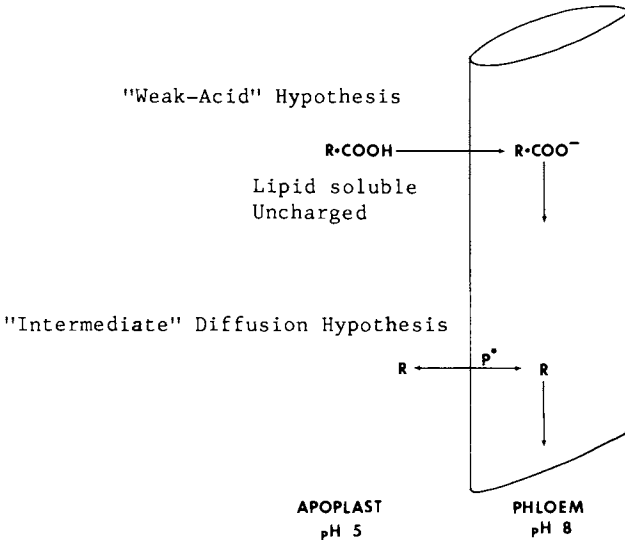 "Weak-Acid" Hypothesis
R•COOH R•COO⁻
Lipid soluble
Uncharged
"Intermediate" Diffusion Hypothesis
R P* R
APOPLAST PHLOEM
pH 5 pH 8